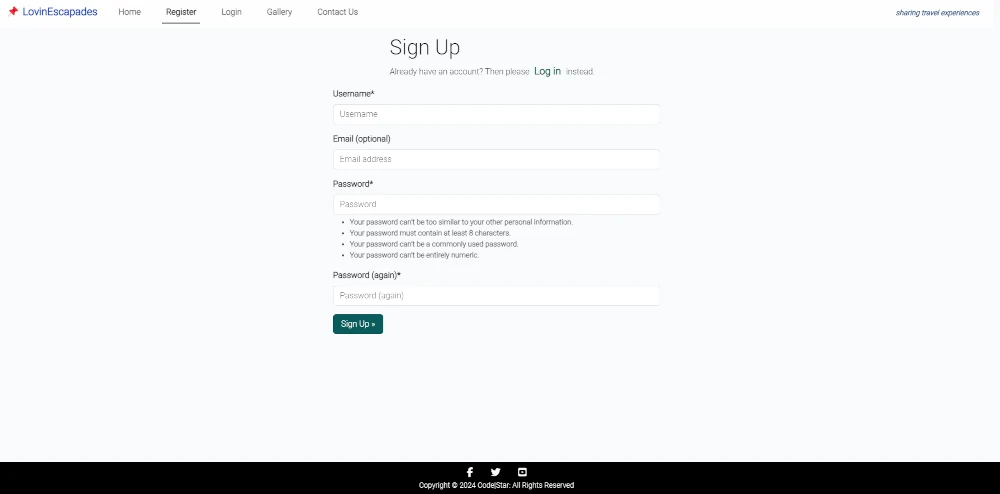 LovinEscapades Home Register Login Gallery Contact Us sharing travel experiences
Sign Up
Already have an account? Then please Log in instead.
Username*
Username
Email (optional)
Email address
Password*
Password
• Your password can't be too similar to your other personal information.
• Your password must contain at least 8 characters.
• Your password can't be a commonly used password.
• Your password can't be entirely numeric.
Password (again)*
Password (again)
Sign Up »
Copyright © 2024 Code|Star: All Rights Reserved